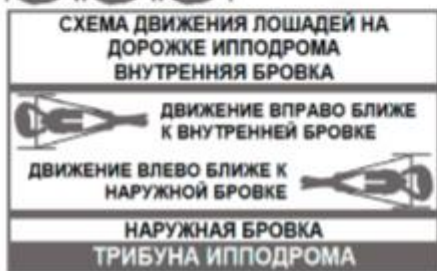 СХЕМА ДВИЖЕНИЯ ЛОШАДЕЙ НА
ДОРОЖКЕ ИППОДРОМА
ВНУТРЕННЯЯ БРОВКА
ДВИЖЕНИЕ ВПРАВО БЛИЖЕ
К ВНУТРЕННЕЙ БРОВКЕ
ДВИЖЕНИЕ ВЛЕВО БЛИЖЕ К
НАРУЖНОЙ БРОВКЕ
НАРУЖНАЯ БРОВКА
ТРИБУНА ИППОДРОМА